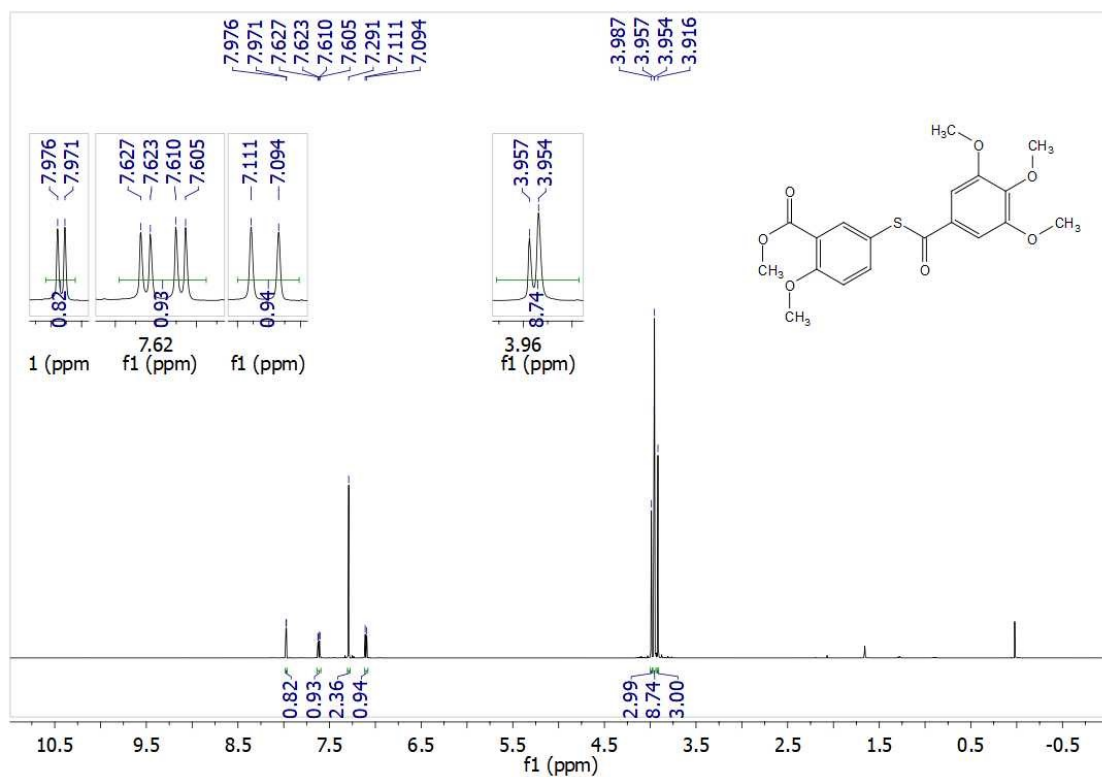 7.976
7.971
7.627
7.623
7.610
7.605
7.291
7.111
7.094
3.987
3.957
3.954
3.916
7.976
7.971
0.82
1 (ppm
7.627
7.623
7.610
7.605
0.93
7.62
f1 (ppm)
7.111
7.094
0.94
f1 (ppm)
3.957
3.954
8.74
3.96
f1 (ppm)
H₃C
O
CH₃
O
O
O
CH₃
S
O
O
CH₃
O
CH₃
0.82
0.93
2.36
0.94
2.99
8.74
3.00
10.5 9.5 8.5 7.5 6.5 5.5 4.5 3.5 2.5 1.5 0.5 -0.5
f1 (ppm)